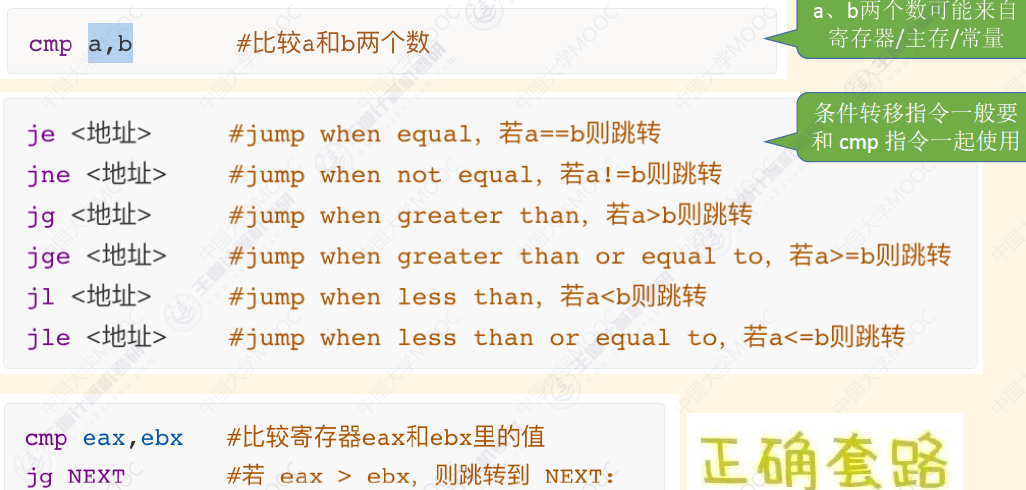 cmp a,b #比较a和b两个数
a、b两个数可能来自
寄存器/主存/常量
条件转移指令一般要
和 cmp 指令一起使用
je <地址> #jump when equal，若a==b则跳转
jne <地址> #jump when not equal，若a!=b则跳转
jg <地址> #jump when greater than，若a>b则跳转
jge <地址> #jump when greater than or equal to，若a>=b则跳转
jl <地址> #jump when less than，若a<b则跳转
jle <地址> #jump when less than or equal to，若a<=b则跳转
cmp eax,ebx #比较寄存器eax和ebx里的值
jg NEXT #若 eax > ebx，则跳转到 NEXT:
正确套路